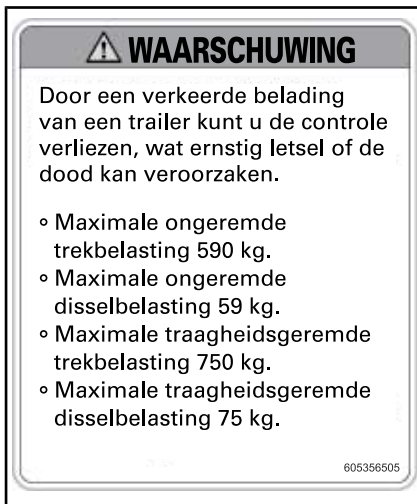 WAARSCHUWING
Door een verkeerde belading
van een trailer kunt u de controle
verliezen, wat ernstig letsel of de
dood kan veroorzaken.
° Maximale ongeremde
trekbelasting 590 kg.
° Maximale ongeremde
disselbelasting 59 kg.
° Maximale traagheidsgeremde
trekbelasting 750 kg.
° Maximale traagheidsgeremde
disselbelasting 75 kg.
605356505